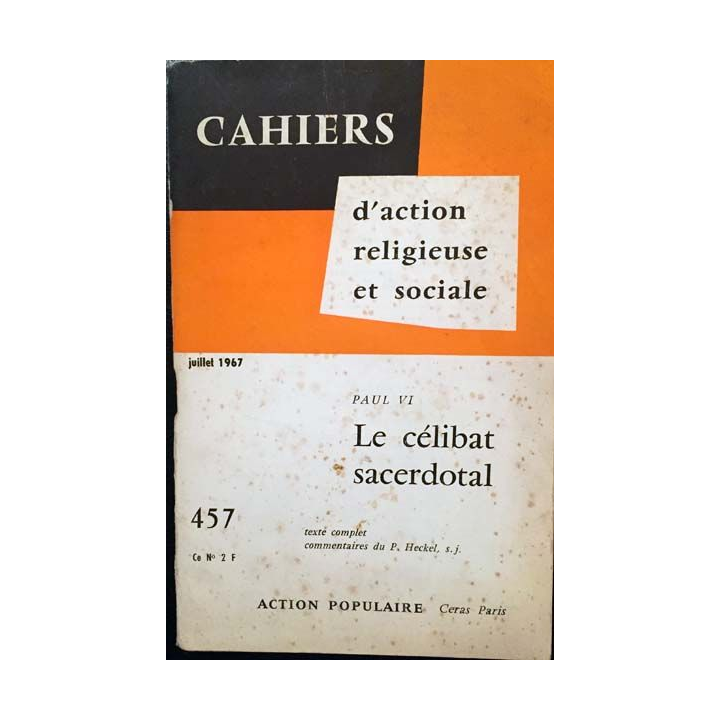 CAHIERS
d'action
religieuse
et sociale
juillet 1967
PAUL VI
Le célibat
sacerdotal
457
Ce Nº 2 F
texte complet
commentaires du P. Heckel, s. j.
ACTION POPULAIRE Ceras Paris